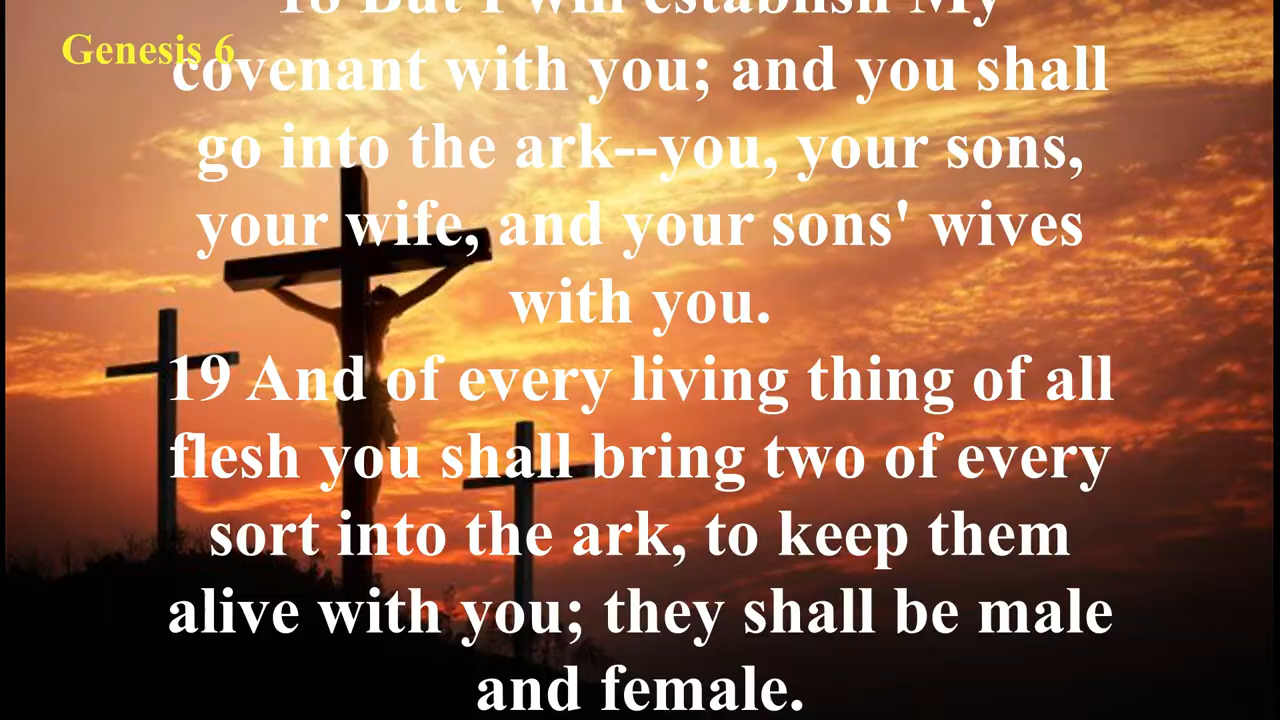 18 But I will establish My
Genesis 6
covenant with you; and you shall
go into the ark--you, your sons,
your wife, and your sons' wives
with you.
19 And of every living thing of all
flesh you shall bring two of every
sort into the ark, to keep them
alive with you; they shall be male
and female.